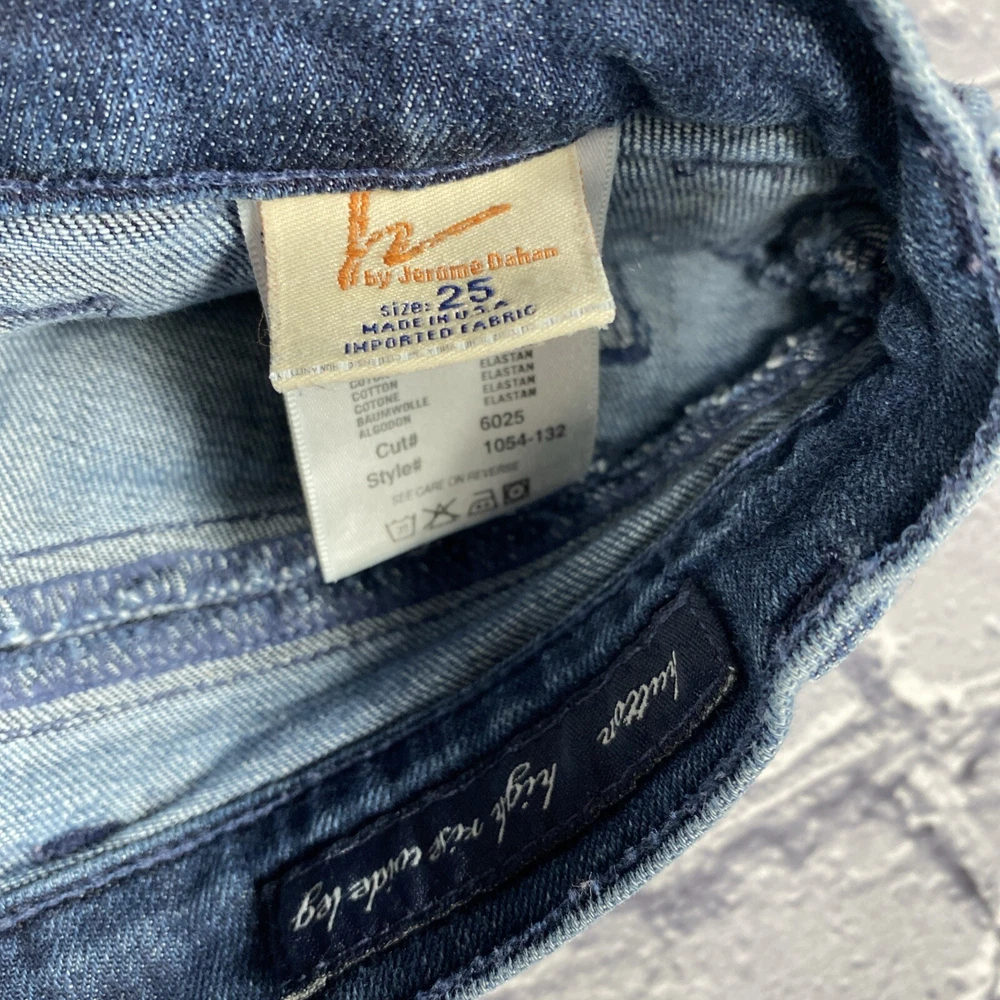 by Jerome Dahan
size: 25
MADE IN U.S.A
IMPORTED FABRIC
ELASTAN
COTTON ELASTAN
COTONE ELASTAN
BAUMWOLLE ELASTAN
ALGODON
Cut# 6025
Style# 1054-132
SEE CARE ON REVERSE
button
high rise wide leg